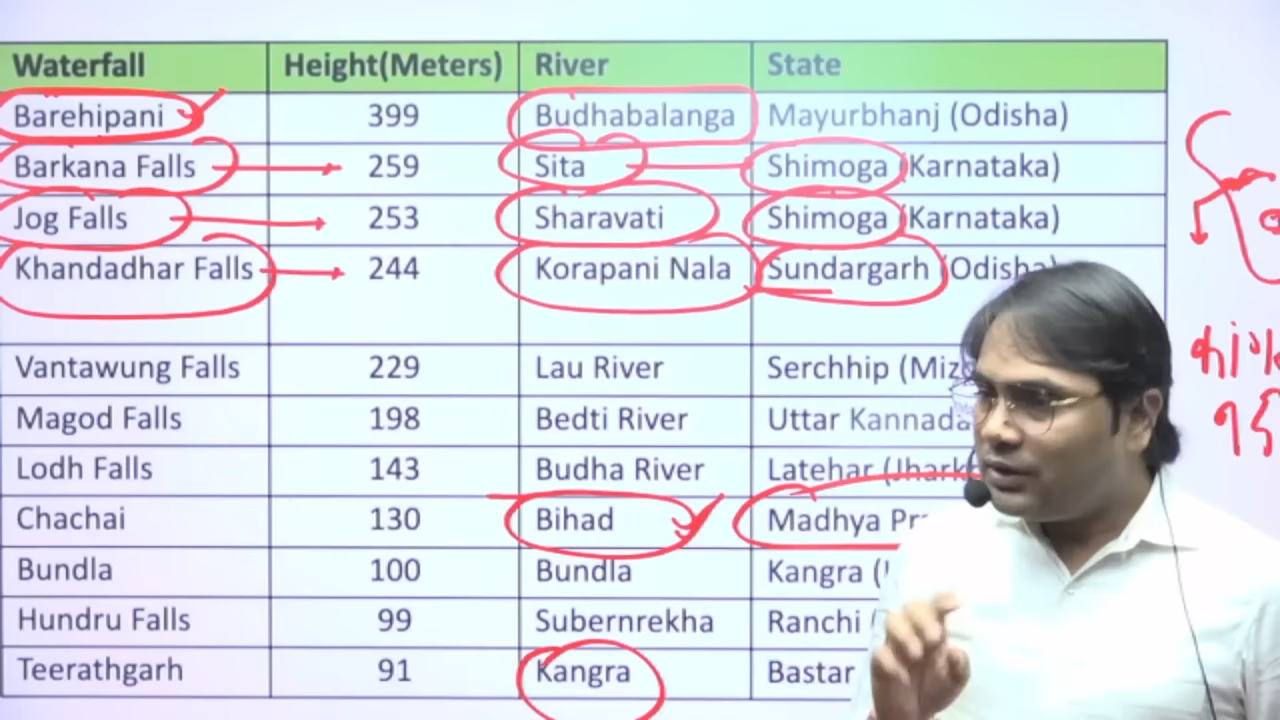 Waterfall Height(Meters) River State
Barehipani 399 Budhabalanga Mayurbhanj (Odisha)
Barkana Falls 259 Sita Shimoga (Karnataka)
Jog Falls 253 Sharavati Shimoga (Karnataka)
Khandadhar Falls 244 Korapani Nala Sundargarh (Odisha)
Vantawung Falls 229 Lau River Serchhip
Magod Falls 198 Bedti River Uttar Kannada
Lodh Falls 143 Budha River Latehar
Chachai 130 Bihad Madhya
Bundla 100 Bundla Kangra
Hundru Falls 99 Subernrekha Ranchi
Teerathgarh 91 Kangra Bastar